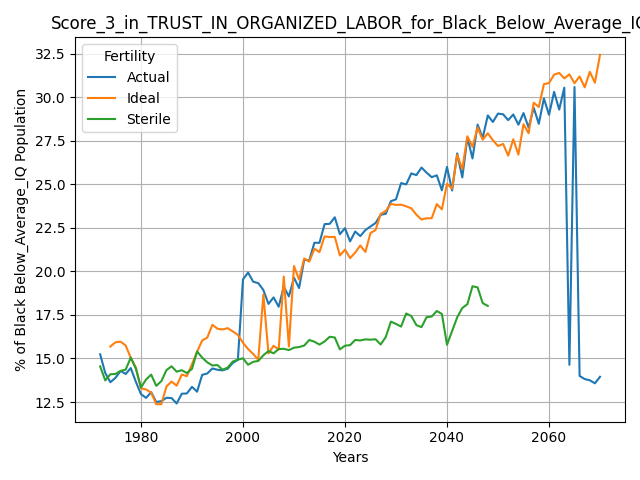 Score_3_in_TRUST_IN_ORGANIZED_LABOR_for_Black_Below_Average_IQ
% of Black Below_Average_IQ Population
32.5
30.0
27.5
25.0
22.5
20.0
17.5
15.0
12.5
Fertility
Actual
Ideal
Sterile
1980 2000 2020 2040 2060
Years